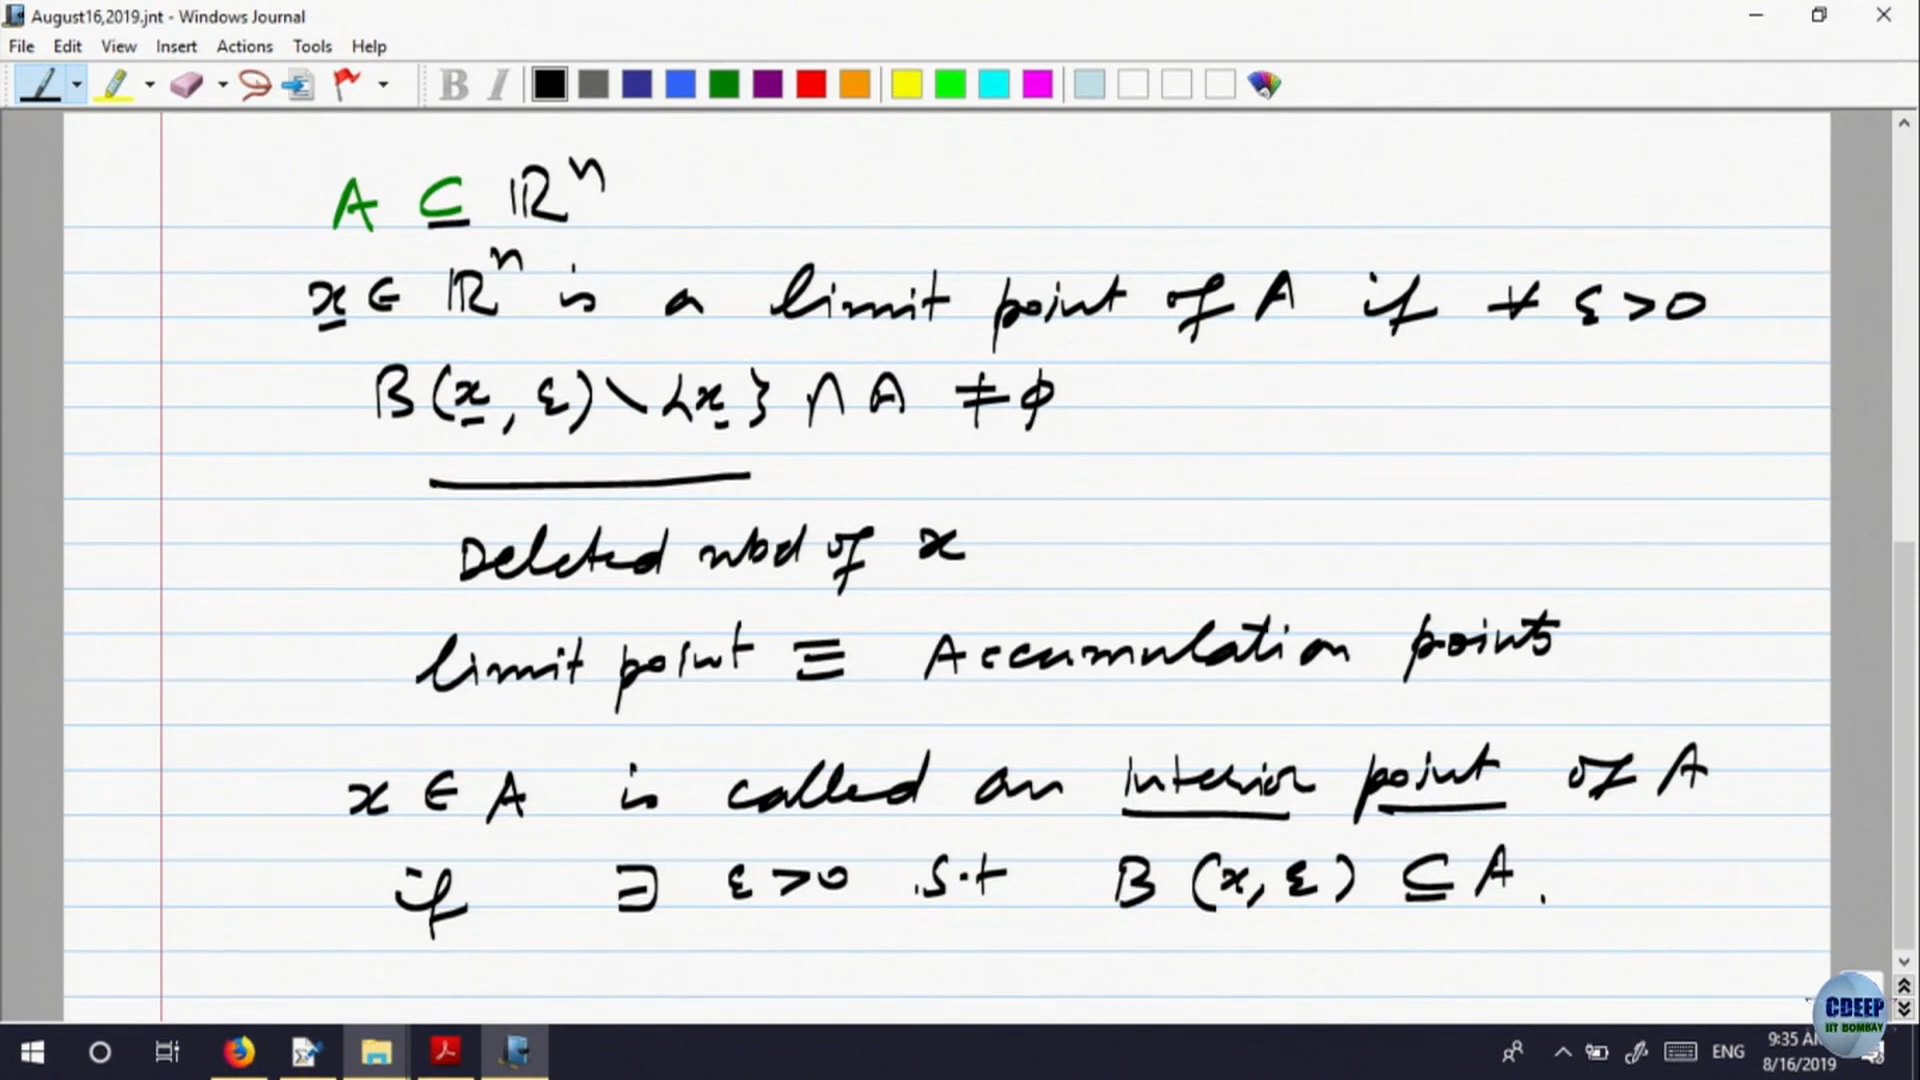 August16,2019.jnt - Windows Journal
File Edit View Insert Actions Tools Help
B I
A ⊆ ℝⁿ
x ∈ ℝⁿ is a limit point of A if ∀ ε>0
B(x, ε)\{x} ∩ A ≠ ϕ
Deleted nbd of x
limit point ≡ Accumulation points
x ∈ A is called an interior point of A
if ∃ ε>0 s.t B (x, ε) ⊆ A.
CDEEP
IIT BOMBAY
ENG
9:35 A
8/16/2019